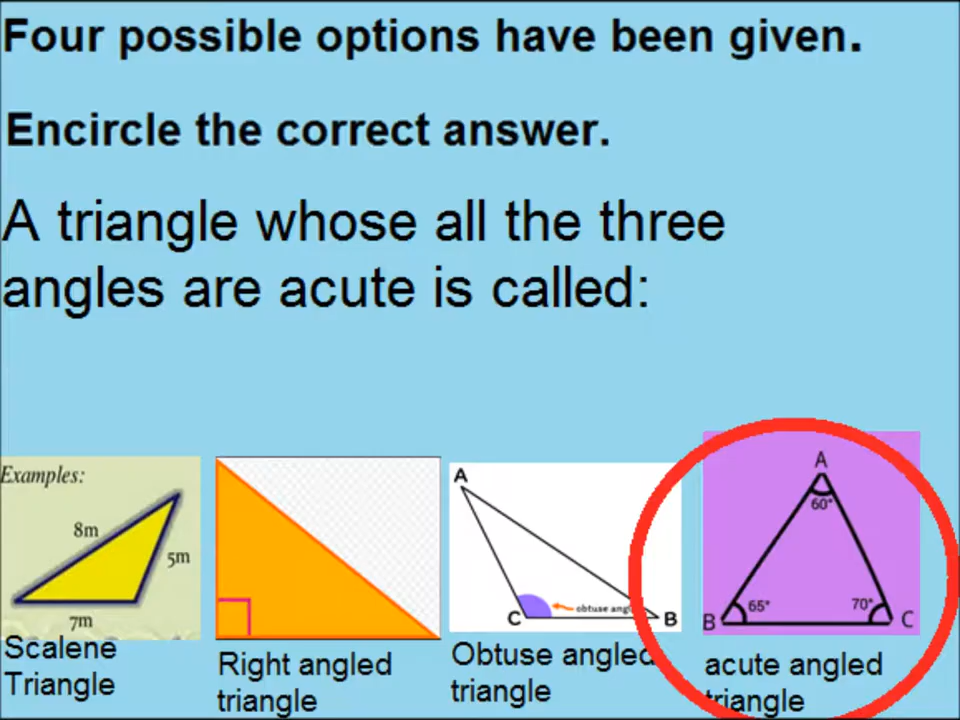 Four possible options have been given.
Encircle the correct answer.
A triangle whose all the three
angles are acute is called:
Examples:
8m
5m
7m
Scalene
Triangle
Right angled
triangle
A
C
obtuse angl
B
Obtuse angled
triangle
A
60°
65°
70°
B
C
acute angled
triangle